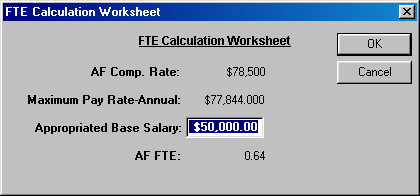 FTE Calculation Worksheet
FTE Calculation Worksheet
OK
AF Comp. Rate: $78,500
Cancel
Maximum Pay Rate-Annual: $77,844.000
Appropriated Base Salary: $50,000.00
AF FTE: 0.64